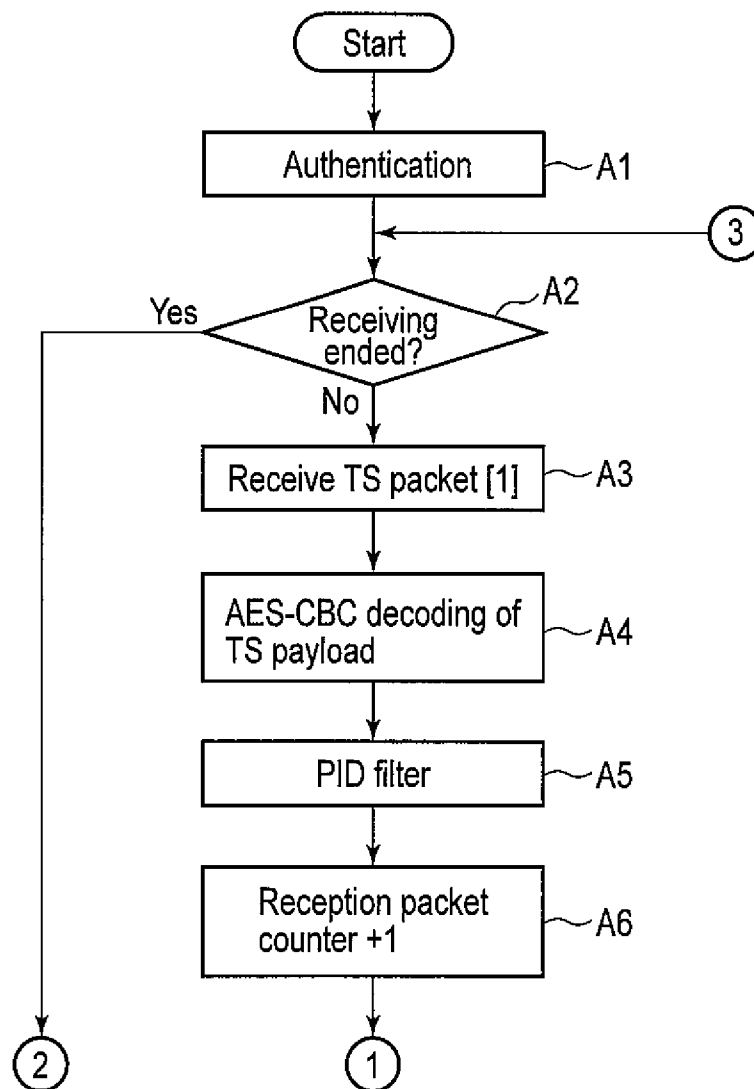 Start
Authentication
A1
3
A2
Yes
Receiving
ended?
No
Receive TS packet [1]
A3
AES-CBC decoding of
TS payload
A4
PID filter
A5
Reception packet
counter +1
A6
2
1